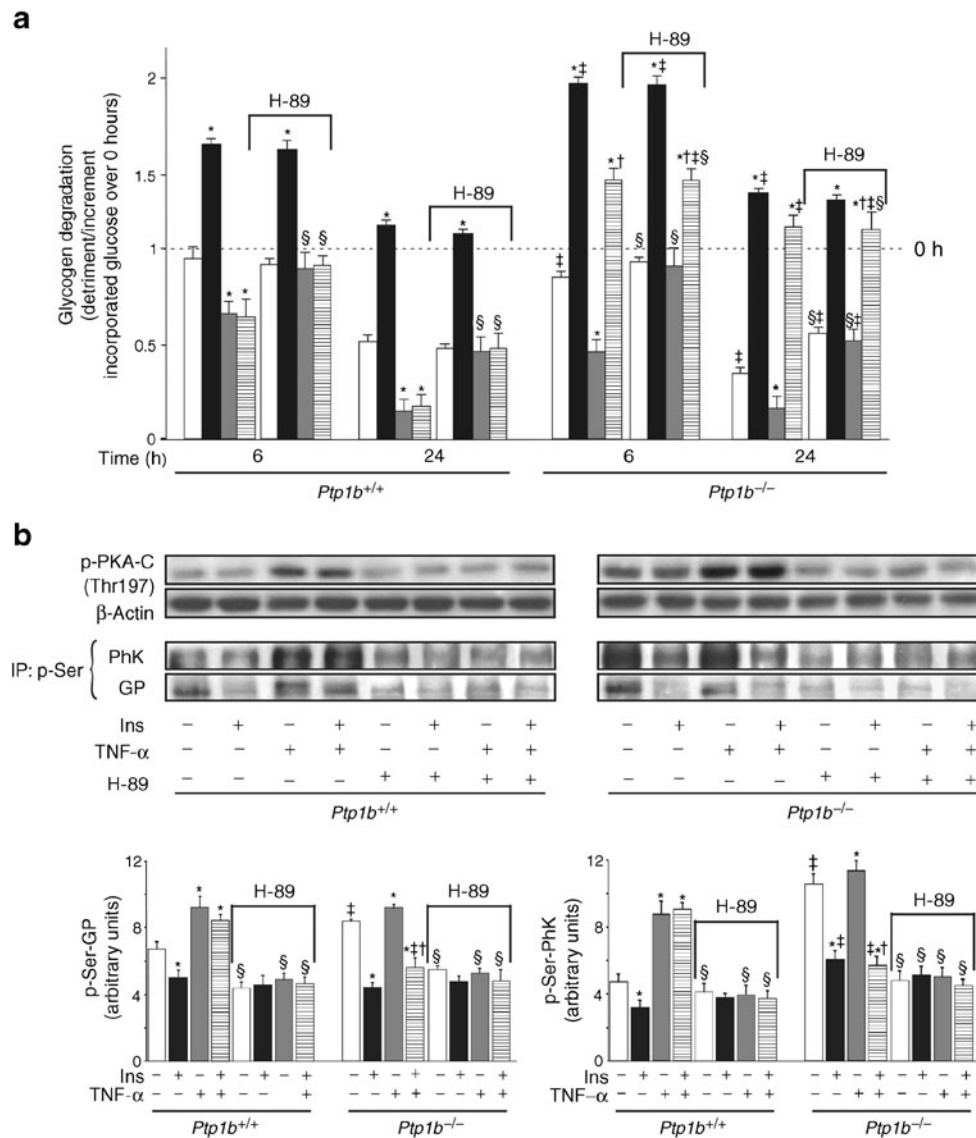 a
H-89
H-89
H-89
H-89
Glycogen degradation
(detriment/increment
incorporated glucose over 0 hours)
2
1.5
1
0.5
0
* * * * § § * * * * § § ‡ *‡ * *† § *‡ § *†‡§ ‡ *‡ * *‡ §‡ * §‡ *†‡§
0 h
Time (h) 6 24 6 24
Ptp1b+/+ Ptp1b−/−
b
p-PKA-C
(Thr197)
β-Actin
IP: p-Ser { PhK
GP
Ins − + − + − + − + − + − + − + − +
TNF-α − − + + − − + + − − + + − − + +
H-89 − − − − + + + + − − − − + + + +
Ptp1b+/+ Ptp1b−/−
p-Ser-GP
(arbitrary units)
12
8
4
0
H-89
H-89
* * * § § § ‡ * * *‡†† § § §
Ins − + − + − + − + − + − + − + − +
TNF-α − − + + − − − + − − + + − − + +
Ptp1b+/+ Ptp1b−/−
p-Ser-PhK
(arbitrary units)
12
8
4
0
H-89
H-89
* * * § § § ‡ *‡ * ‡*† § § § §
Ins − + − + − + − + − + − + − + − +
TNF-α − − + + − − + + − − + + − − + +
Ptp1b+/+ Ptp1b−/−